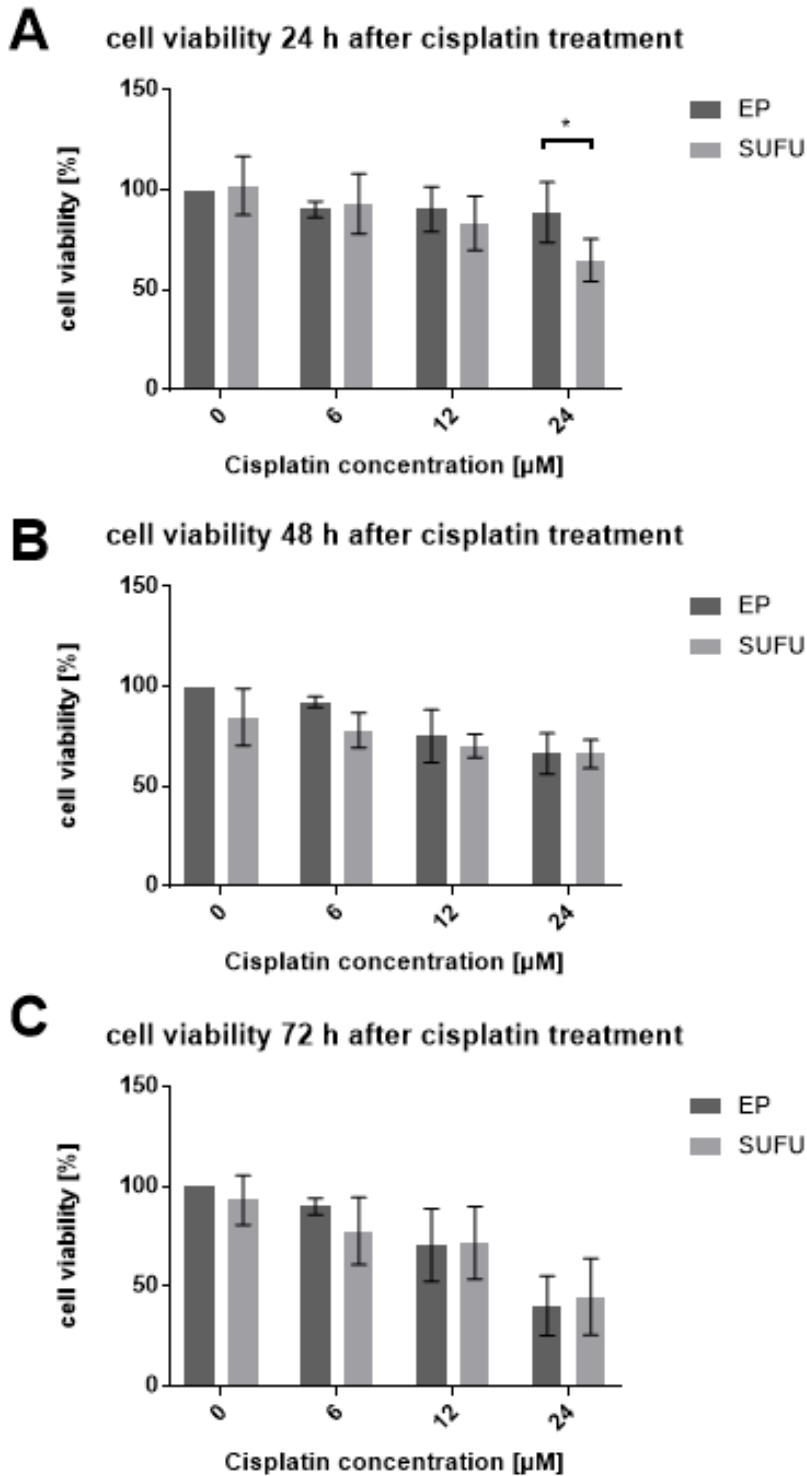 A
cell viability 24 h after cisplatin treatment
150
100
50
0
cell viability [%]
*
EP
SUFU
0 6 12 24
Cisplatin concentration [µM]
B
cell viability 48 h after cisplatin treatment
150
100
50
0
cell viability [%]
EP
SUFU
0 6 12 24
Cisplatin concentration [µM]
C
cell viability 72 h after cisplatin treatment
150
100
50
0
cell viability [%]
EP
SUFU
0 6 12 24
Cisplatin concentration [µM]